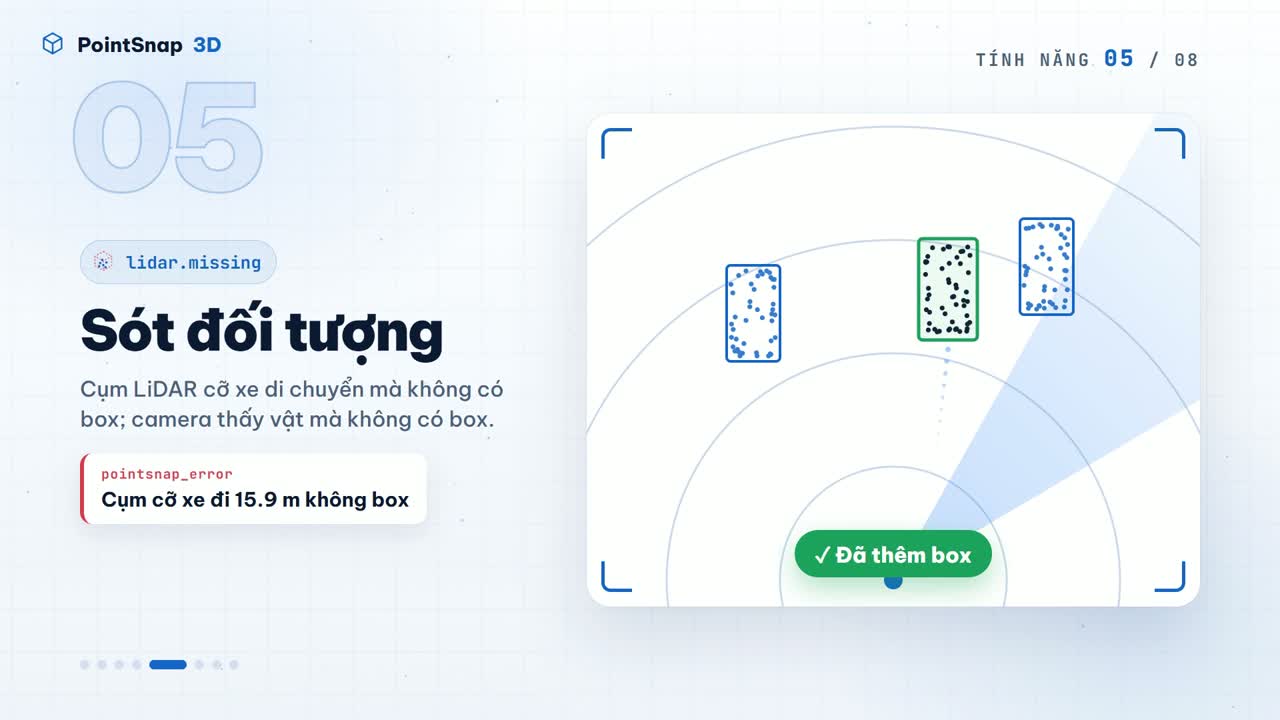 PointSnap 3D
TÍNH NĂNG 05 / 08
05
lidar.missing
Sót đối tượng
Cụm LiDAR cỡ xe di chuyển mà không có
box; camera thấy vật mà không có box.
pointsnap_error
Cụm cỡ xe đi 15.9 m không box
✓ Đã thêm box